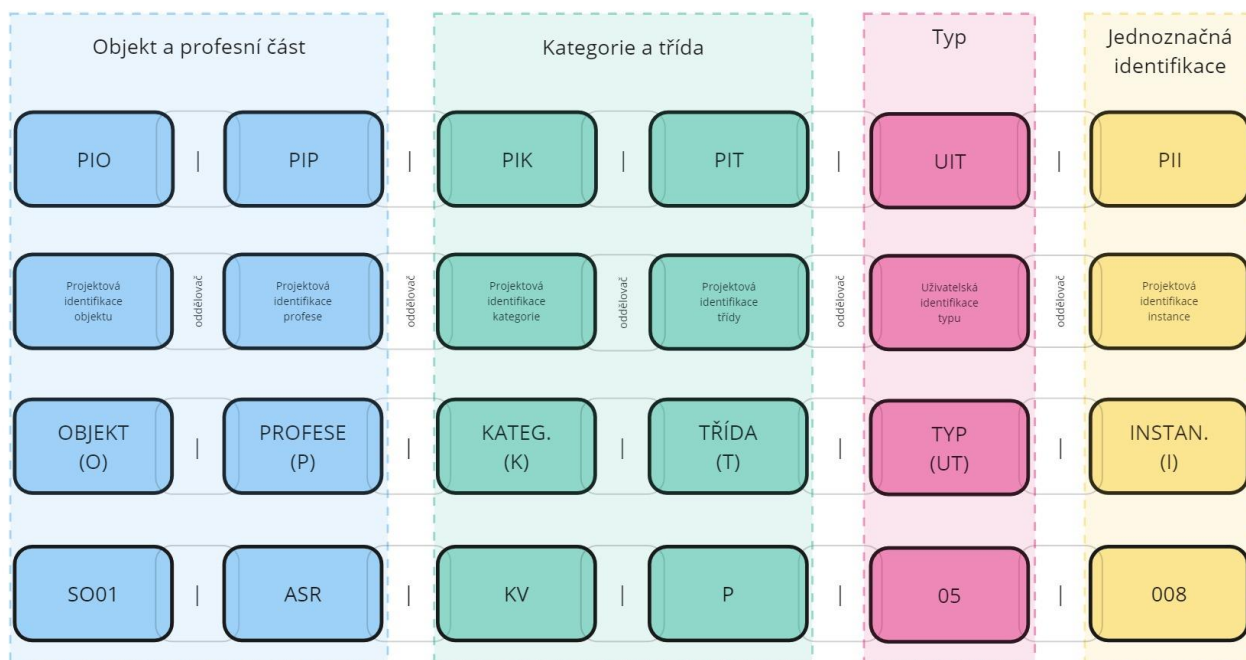 Objekt a profesní část
Kategorie a třída
Typ
Jednoznačná
identifikace
PIO | PIP | PIK | PIT | UIT | PII
Projektová
identifikace
objektu
oddělovač
Projektová
identifikace
profese
oddělovač
Projektová
identifikace
kategorie
oddělovač
Projektová
identifikace
třídy
oddělovač
Uživatelská
identifikace
typu
oddělovač
Projektová
identifikace
instance
OBJEKT
(O)
|
PROFESE
(P)
|
KATEG.
(K)
|
TŘÍDA
(T)
|
TYP
(UT)
|
INSTAN.
(I)
SO01 | ASR | KV | P | 05 | 008